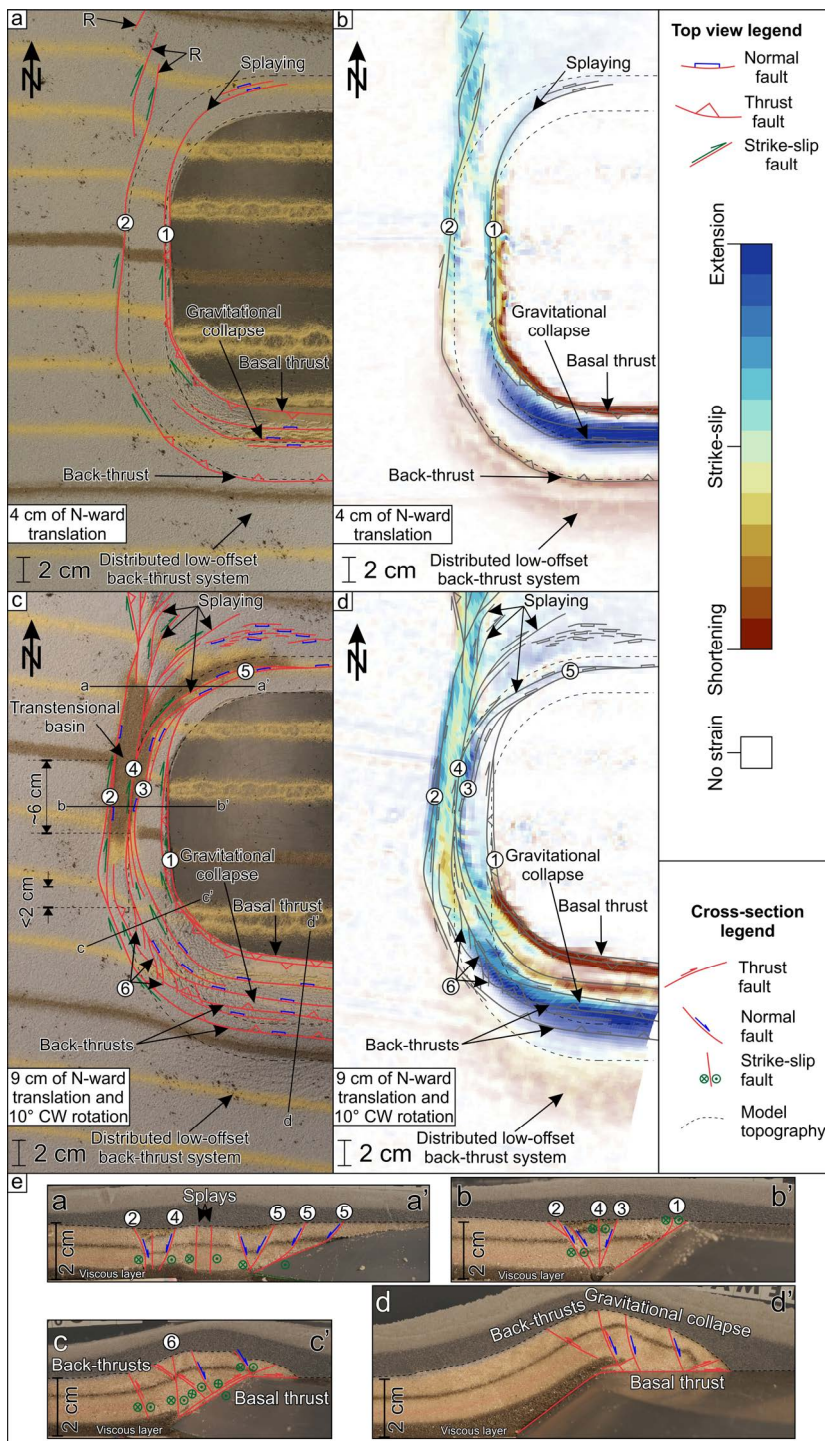 a
R
R
N
Splaying
2
1
Gravitational
collapse
Basal thrust
Back-thrust
4 cm of N-ward
translation
2 cm
Distributed low-offset
back-thrust system
b
N
Splaying
2
1
Gravitational
collapse
Basal thrust
Back-thrust
4 cm of N-ward
translation
2 cm
Distributed low-offset
back-thrust system
Top view legend
Normal
fault
Thrust
fault
Strike-slip
fault
Extension
Strike-slip
Shortening
No strain
c
N
Splaying
5
a
a'
Transtensional
basin
4
3
2
~6 cm
b
b'
1
Gravitational
collapse
<2 cm
c'
Basal thrust
d'
c
6
Back-thrusts
9 cm of N-ward
translation and
10° CW rotation
d
2 cm
Distributed low-offset
back-thrust system
d
N
Splaying
5
4
3
2
1
Gravitational
collapse
Basal thrust
6
Back-thrusts
9 cm of N-ward
translation and
10° CW rotation
2 cm
Distributed low-offset
back-thrust system
Cross-section
legend
Thrust
fault
Normal
fault
Strike-slip
fault
Model
topography
e
a
Splays
a'
2
4
5
5
5
2 cm
Viscous layer
b
b'
2
4
3
1
2 cm
Viscous layer
c
6
c'
Back-thrusts
Basal thrust
2 cm
Viscous layer
d
d'
Back-thrusts
Gravitational collapse
Basal thrust
2 cm
Viscous layer